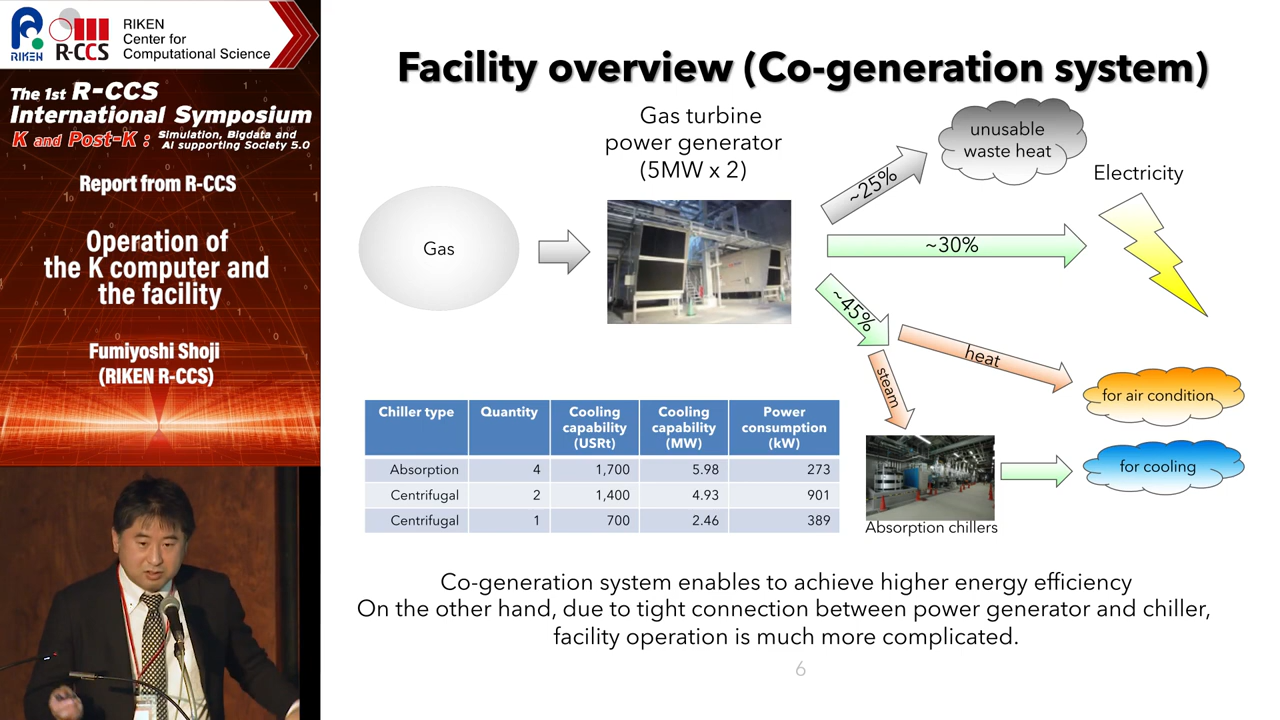 RIKEN
R-CCS
RIKEN
Center for
Computational Science
The 1st R-CCS
International Symposium
K and Post-K : Simulation, Bigdata and
AI supporting Society 5.0
Report from R-CCS
Operation of
the K computer and
the facility
Fumiyoshi Shoji
(RIKEN R-CCS)
Facility overview (Co-generation system)
Gas turbine
power generator
(5MW x 2)
unusable
waste heat
Electricity
~25%
Gas
~30%
~45%
heat
steam
for air condition
for cooling
Absorption chillers
Chiller type Quantity Cooling capability (USRt) Cooling capability (MW) Power consumption (kW)
Absorption 4 1,700 5.98 273
Centrifugal 2 1,400 4.93 901
Centrifugal 1 700 2.46 389
Co-generation system enables to achieve higher energy efficiency
On the other hand, due to tight connection between power generator and chiller,
facility operation is much more complicated.
6